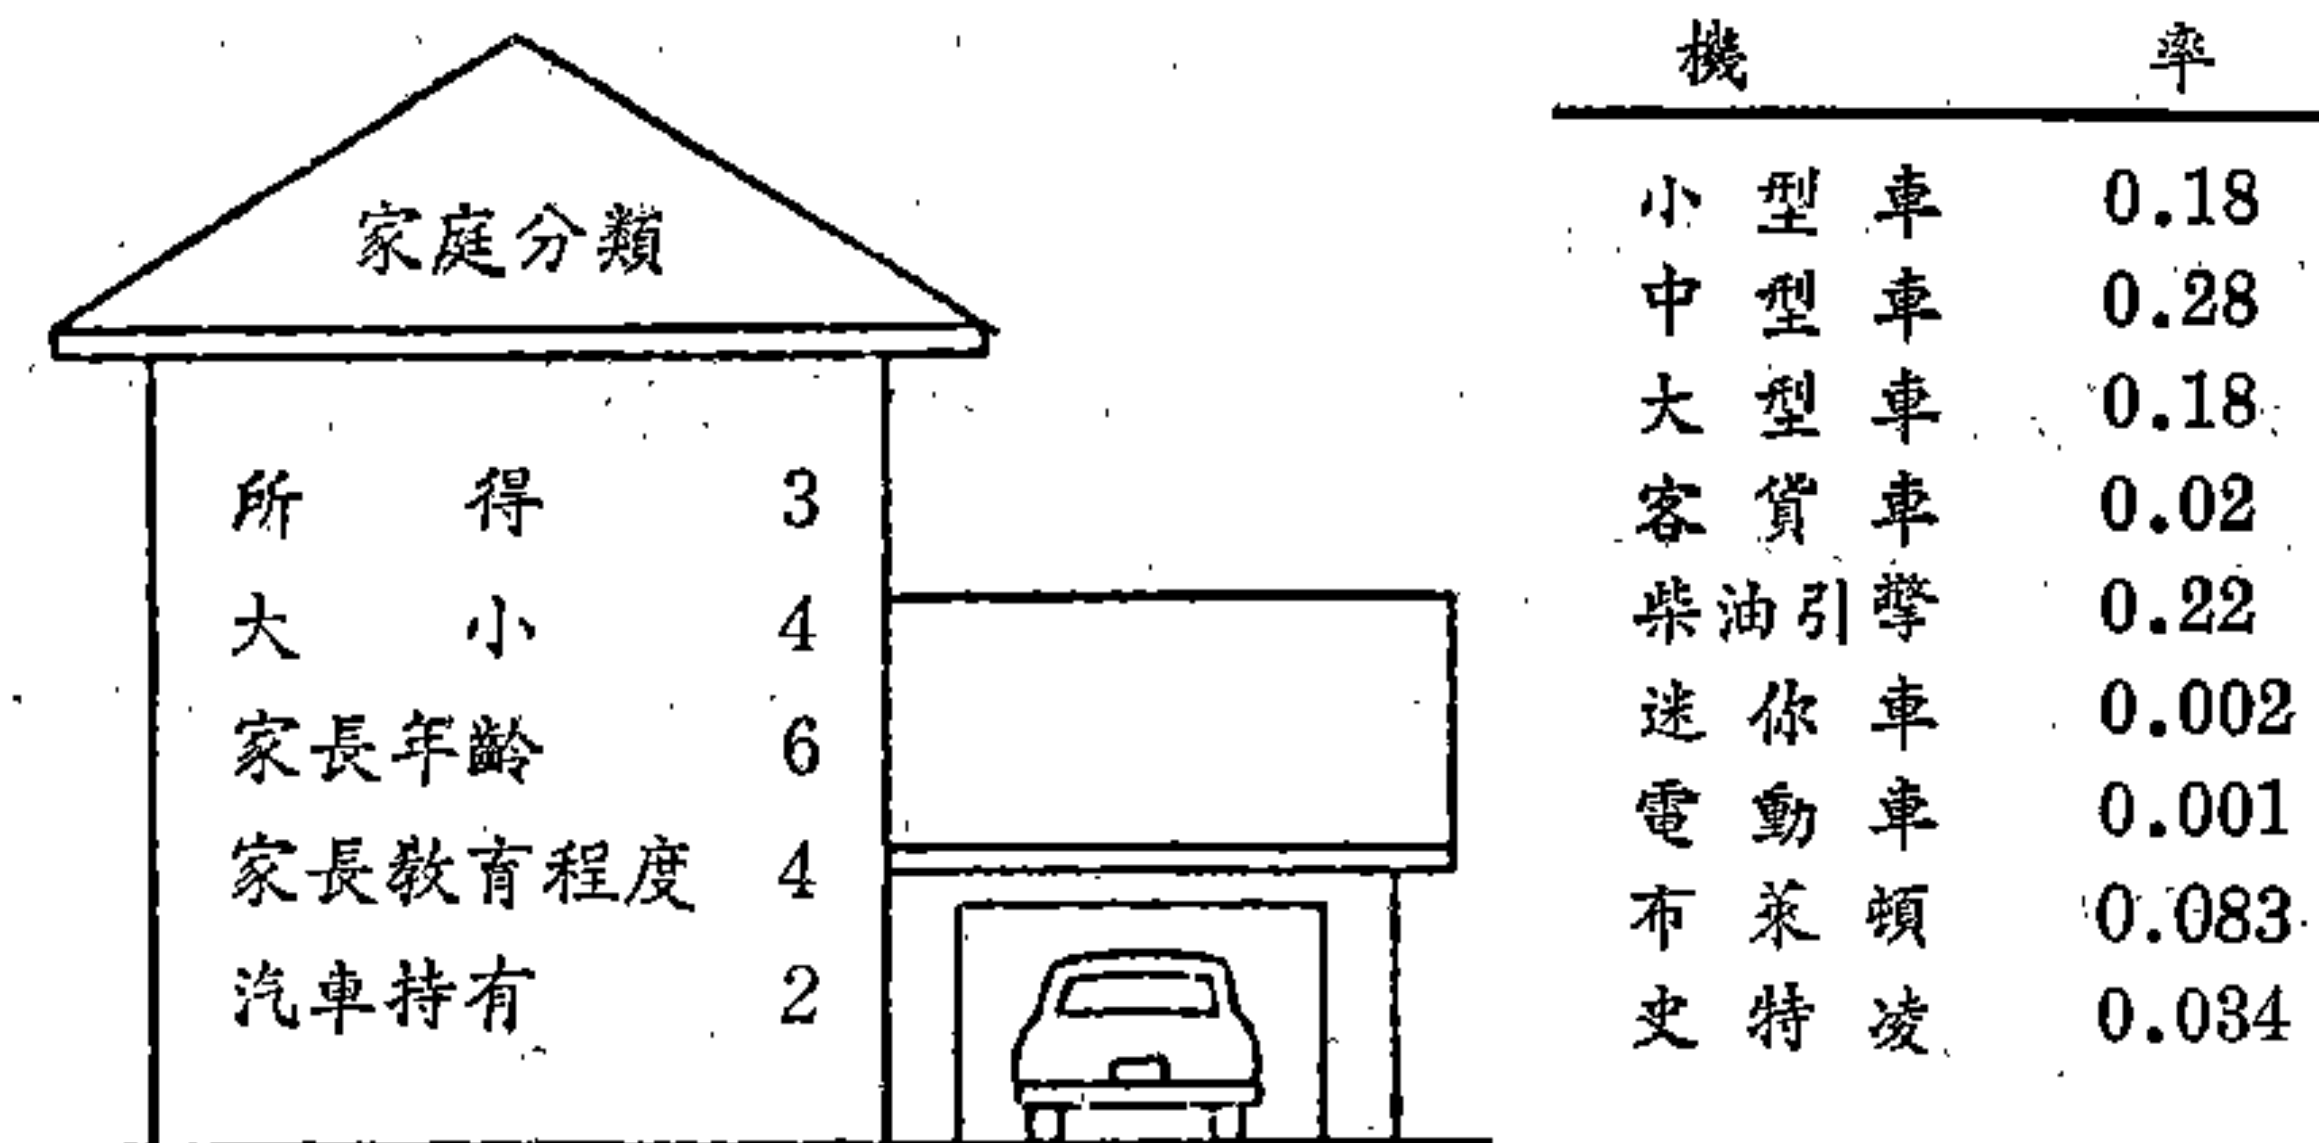 家庭分類
所得 3
大小 4
家長年齡 6
家長教育程度 4
汽車持有 2
機率
小型車 0.18
中型車 0.28
大型車 0.18
客貨車 0.02
柴油引擎 0.22
迷你車 0.002
電動車 0.001
布萊頓 0.083
史特凌 0.034